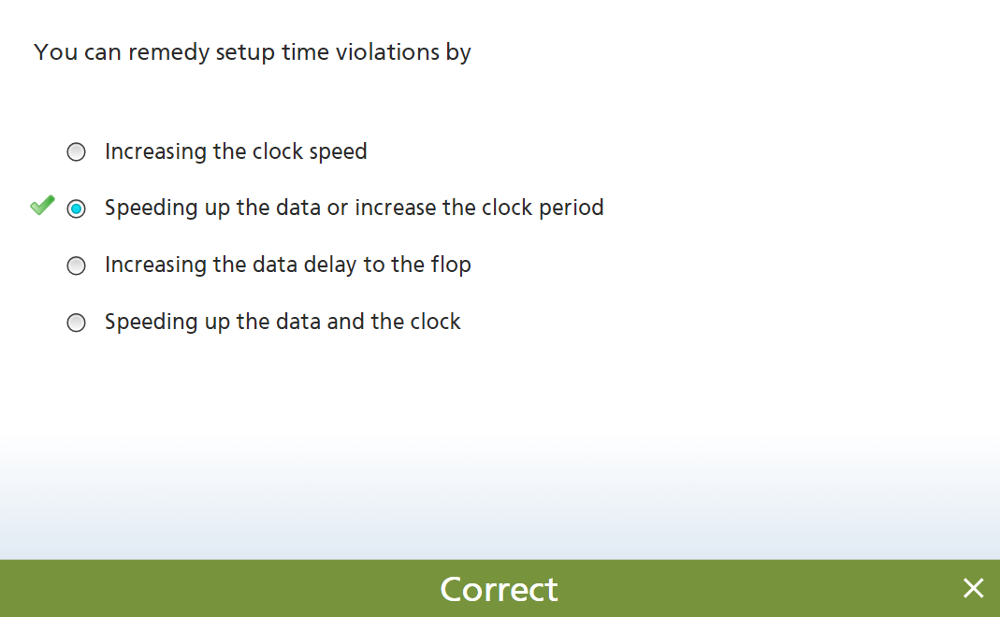 You can remedy setup time violations by
Increasing the clock speed
Speeding up the data or increase the clock period
Increasing the data delay to the flop
Speeding up the data and the clock
Correct